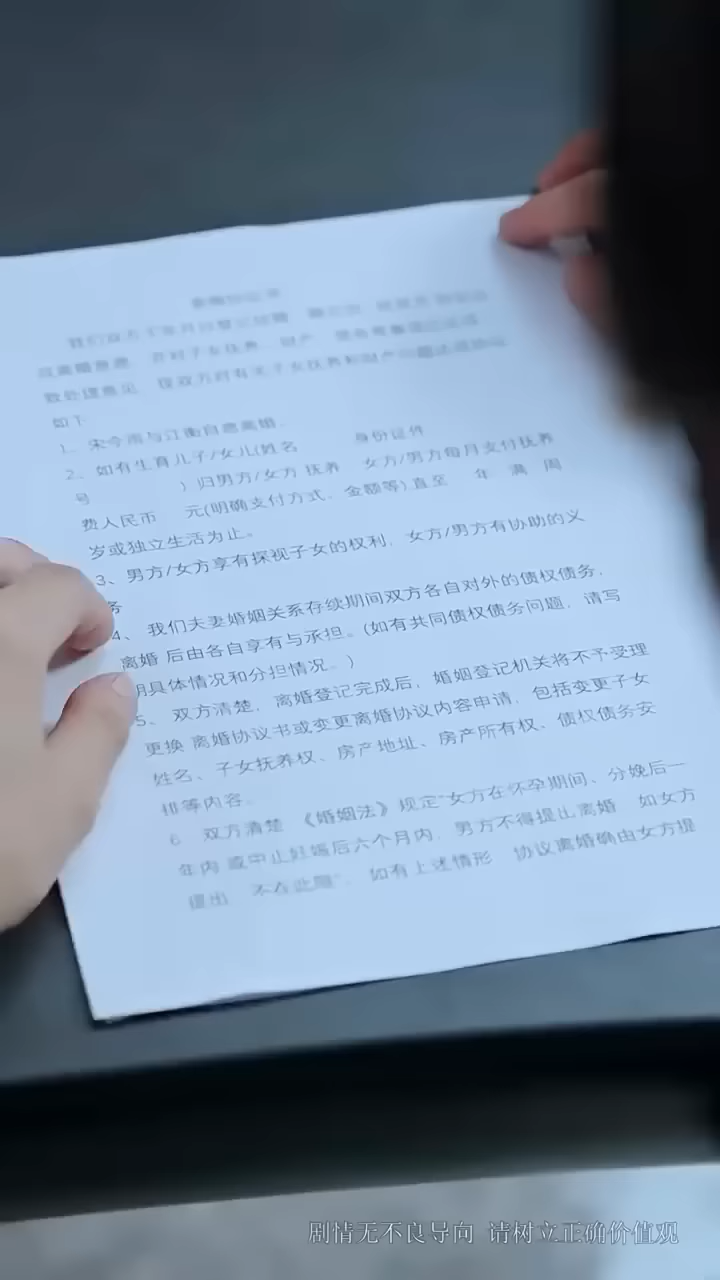 如下
1、宋今雨与江衡自愿离婚。
2、如有生育儿子/女儿(姓名 身份证件
号 ）归男方/女方 抚养 女方/男方每月支付抚养
费人民币 元(明确支付方式、金额等)直至 年 满 周
岁或独立生活为止。
3、男方/女方享有探视子女的权利，女方/男方有协助的义
务
4、我们夫妻婚姻关系存续期间双方各自对外的债权债务，
离婚 后由各自享有与承担。(如有共同债权债务问题，请写
明具体情况和分担情况。)
5、双方清楚，离婚登记完成后，婚姻登记机关将不予受理
更换 离婚协议书或变更离婚协议内容申请，包括变更子女
姓名、子女抚养权、房产地址、房产所有权、债权债务安
排等内容。
6 双方清楚 《婚姻法》规定"女方在怀孕期间、分娩后一
年内 或中止妊娠后六个月内，男方不得提出离婚 如女方
提出 不在此限"。 如有上述情形 协议离婚确由女方提
剧情无不良导向 请树立正确价值观